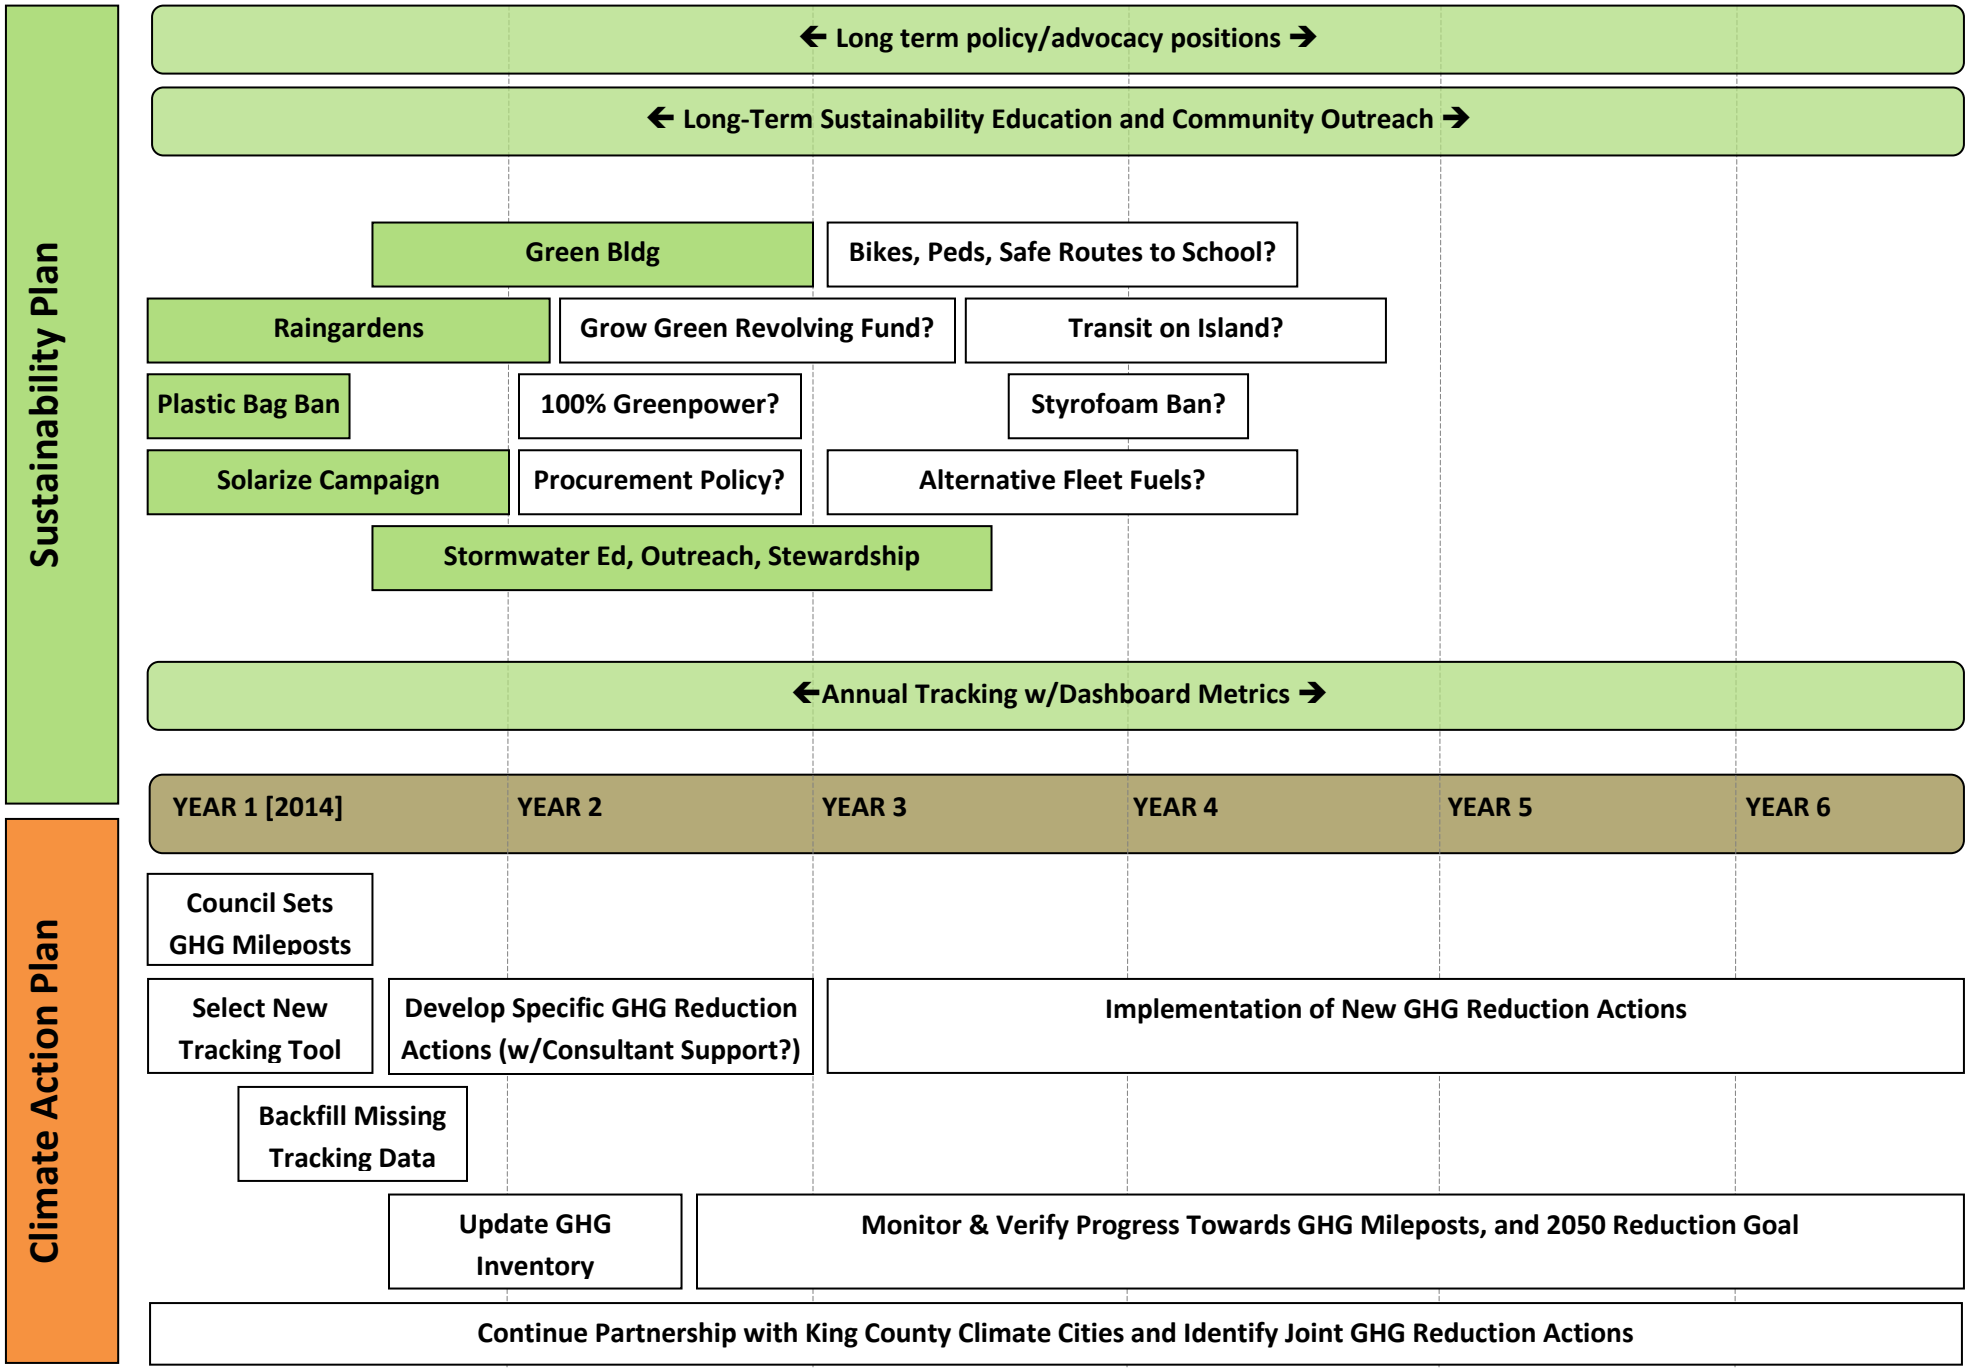 Sustainability Plan
🡸 Long term policy/advocacy positions 🡺
🡸 Long-Term Sustainability Education and Community Outreach 🡺
Green Bldg
Bikes, Peds, Safe Routes to School?
Raingardens
Grow Green Revolving Fund?
Transit on Island?
Plastic Bag Ban
100% Greenpower?
Styrofoam Ban?
Solarize Campaign
Procurement Policy?
Alternative Fleet Fuels?
Stormwater Ed, Outreach, Stewardship
🡸Annual Tracking w/Dashboard Metrics 🡺
YEAR 1 [2014]
YEAR 2
YEAR 3
YEAR 4
YEAR 5
YEAR 6
Climate Action Plan
Council Sets
GHG Mileposts
Select New
Tracking Tool
Develop Specific GHG Reduction
Actions (w/Consultant Support?)
Implementation of New GHG Reduction Actions
Backfill Missing
Tracking Data
Update GHG
Inventory
Monitor & Verify Progress Towards GHG Mileposts, and 2050 Reduction Goal
Continue Partnership with King County Climate Cities and Identify Joint GHG Reduction Actions